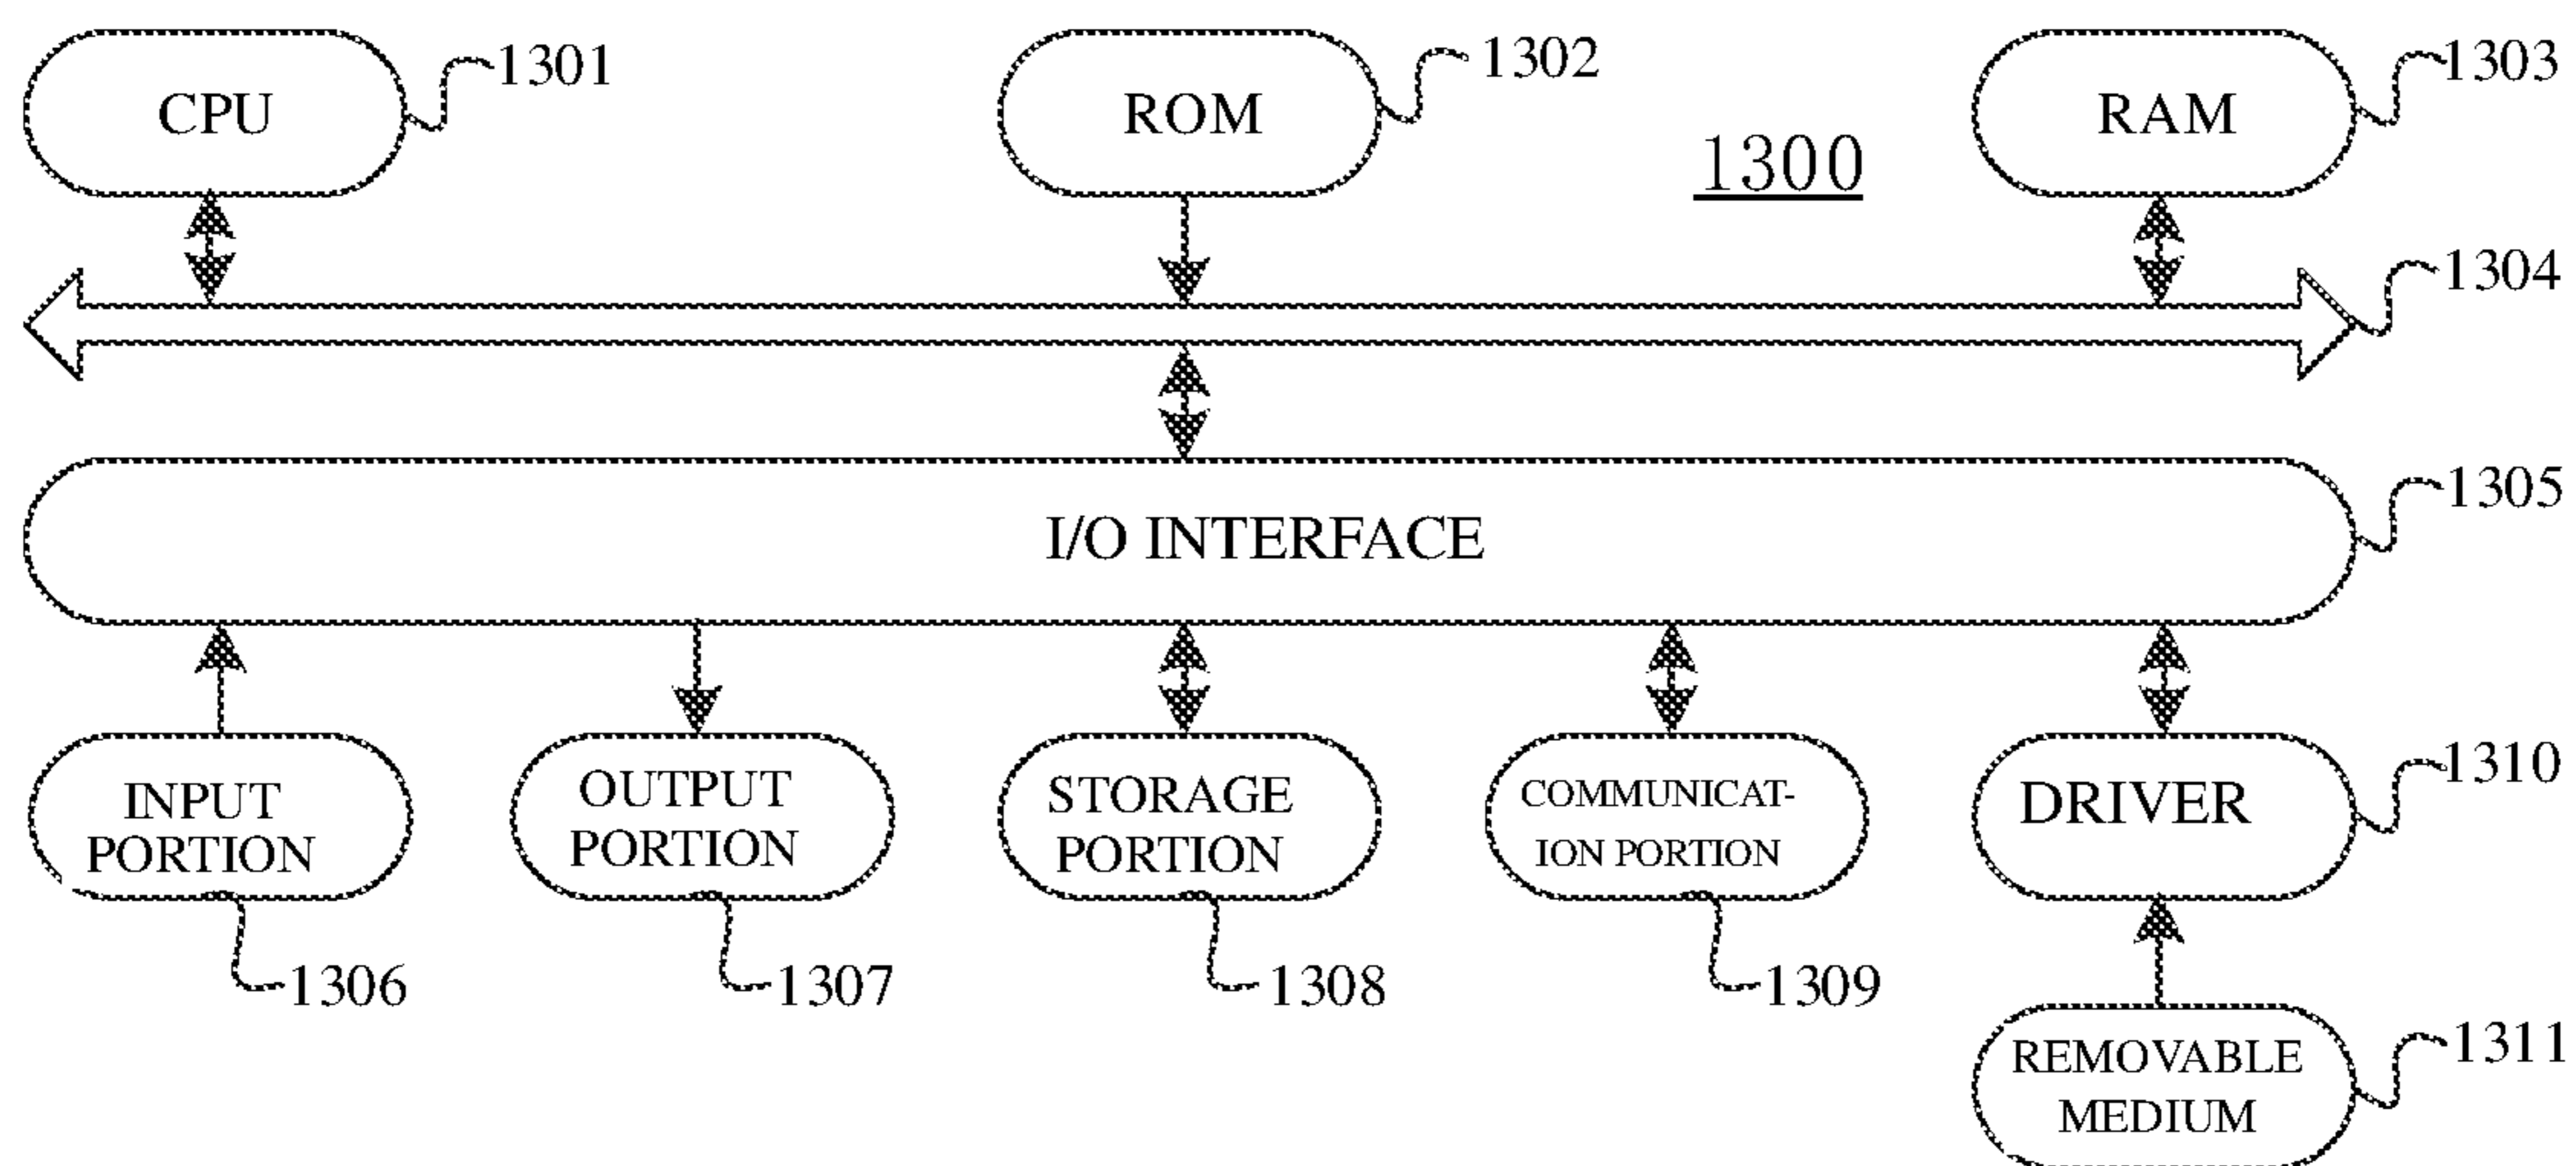 CPU
1301
ROM
1302
RAM
1303
1300
1304
I/O INTERFACE
1305
INPUT
PORTION
1306
OUTPUT
PORTION
1307
STORAGE
PORTION
1308
COMMUNICAT-
ION PORTION
1309
DRIVER
1310
REMOVABLE
MEDIUM
1311